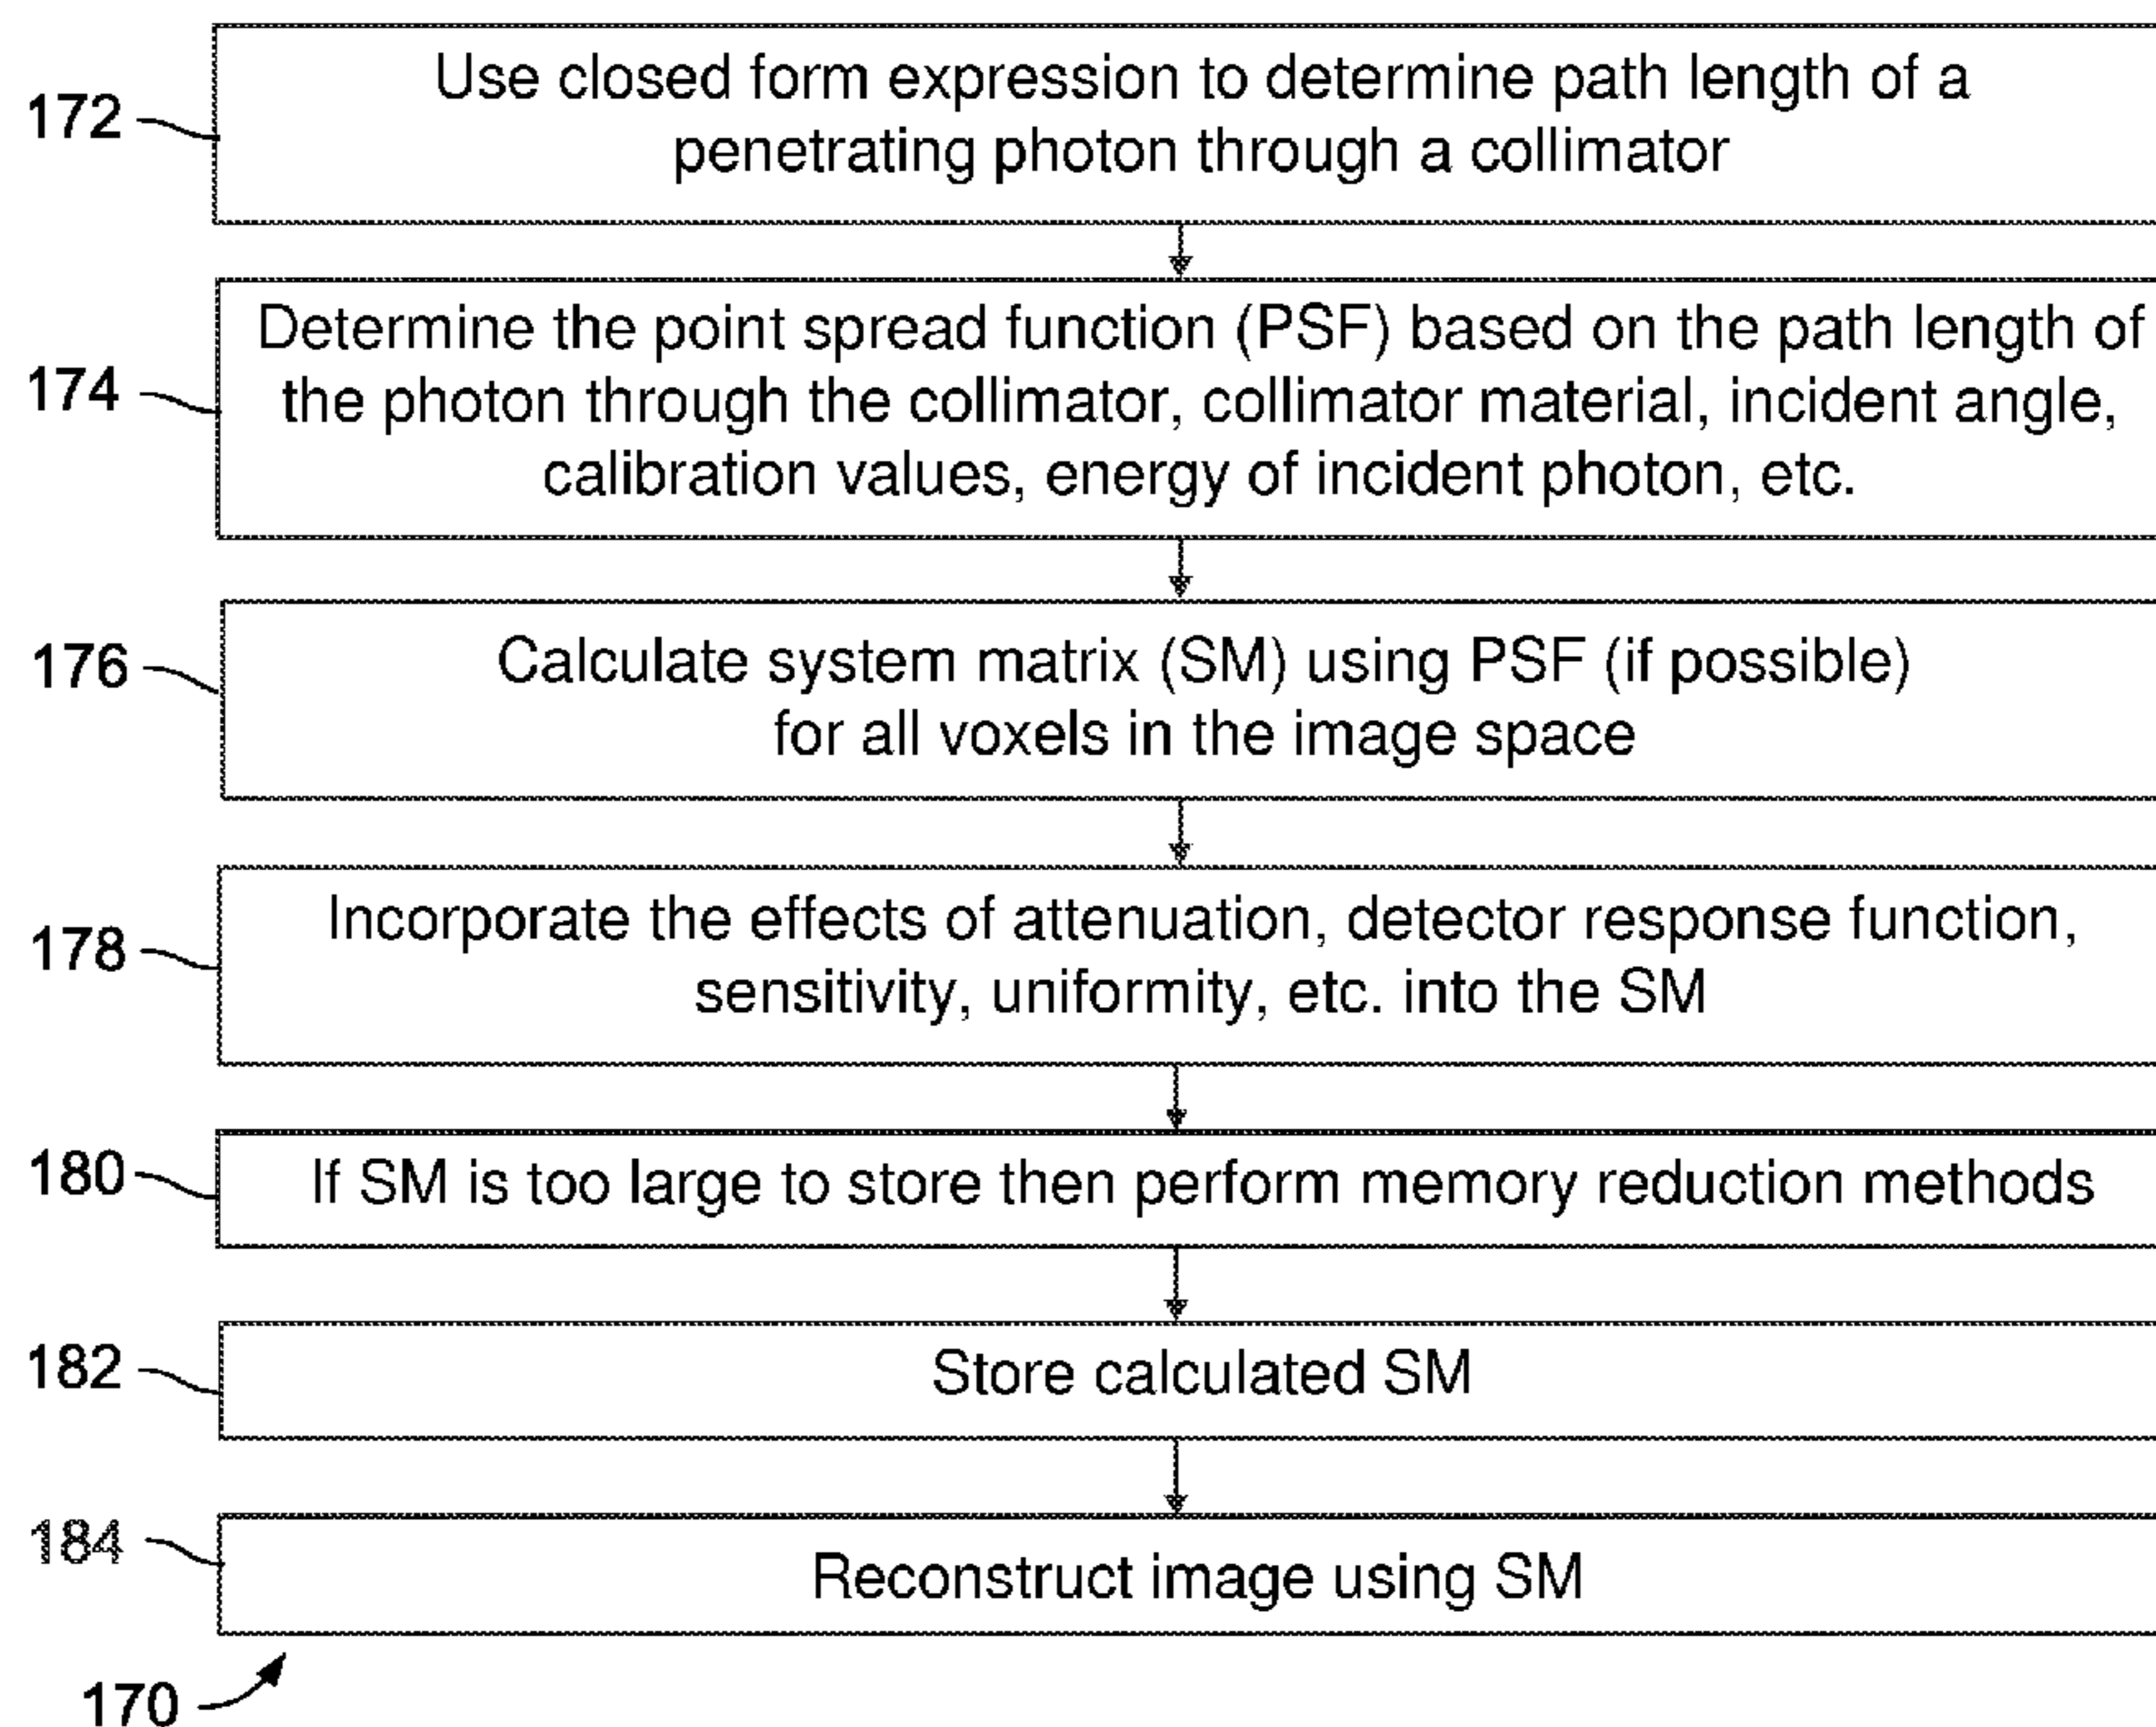 172
Use closed form expression to determine path length of a
penetrating photon through a collimator
174
Determine the point spread function (PSF) based on the path length of
the photon through the collimator, collimator material, incident angle,
calibration values, energy of incident photon, etc.
176
Calculate system matrix (SM) using PSF (if possible)
for all voxels in the image space
178
Incorporate the effects of attenuation, detector response function,
sensitivity, uniformity, etc. into the SM
180
If SM is too large to store then perform memory reduction methods
182
Store calculated SM
184
Reconstruct image using SM
170